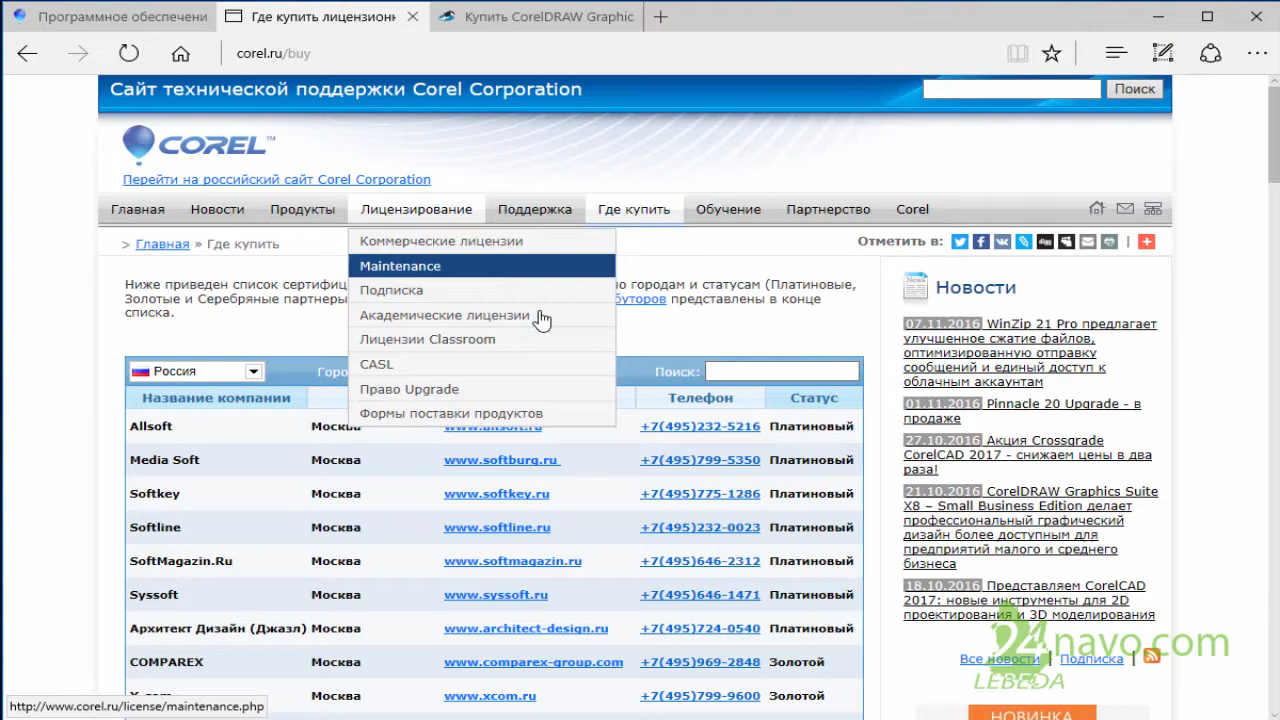 Программное обеспечени
Где купить лицензионн
Купить CorelDRAW Graphic
corel.ru/buy
Сайт технической поддержки Corel Corporation
Поиск
COREL™
Перейти на российский сайт Corel Corporation
Главная Новости Продукты Лицензирование Поддержка Где купить Обучение Партнерство Corel
> Главная » Где купить
Отметить в:
Коммерческие лицензии
Maintenance
Подписка
Академические лицензии
Лицензии Classroom
CASL
Право Upgrade
Формы поставки продуктов
Ниже приведен список сертифиц по городам и статусам (Платиновые,
Золотые и Серебряные партнеры буторов представлены в конце
списка.
Россия Горо Поиск:
Название компании Телефон Статус
Allsoft Москва www.allsoft.ru +7(495)232-5216 Платиновый
Media Soft Москва www.softburg.ru +7(495)799-5350 Платиновый
Softkey Москва www.softkey.ru +7(495)775-1286 Платиновый
Softline Москва www.softline.ru +7(495)232-0023 Платиновый
SoftMagazin.Ru Москва www.softmagazin.ru +7(495)646-2312 Платиновый
Syssoft Москва www.syssoft.ru +7(495)646-1471 Платиновый
Архитект Дизайн (Джазл) Москва www.architect-design.ru +7(495)724-0540 Платиновый
COMPAREX Москва www.comparex-group.com +7(495)969-2848 Золотой
X-com Москва www.xcom.ru +7(495)799-9600 Золотой
Новости
07.11.2016 WinZip 21 Pro предлагает
улучшенное сжатие файлов,
оптимизированную отправку
сообщений и единый доступ к
облачным аккаунтам
01.11.2016 Pinnacle 20 Upgrade - в
продаже
27.10.2016 Акция Crossgrade
CorelCAD 2017 - снижаем цены в два
раза!
21.10.2016 CorelDRAW Graphics Suite
X8 – Small Business Edition делает
профессиональный графический
дизайн более доступным для
предприятий малого и среднего
бизнеса
18.10.2016 Представляем CorelCAD
2017: новые инструменты для 2D
проектирования и 3D моделирования
Все новости | Подписка |
НОВИНКА
24navo.com
LEBEDA
http://www.corel.ru/license/maintenance.php